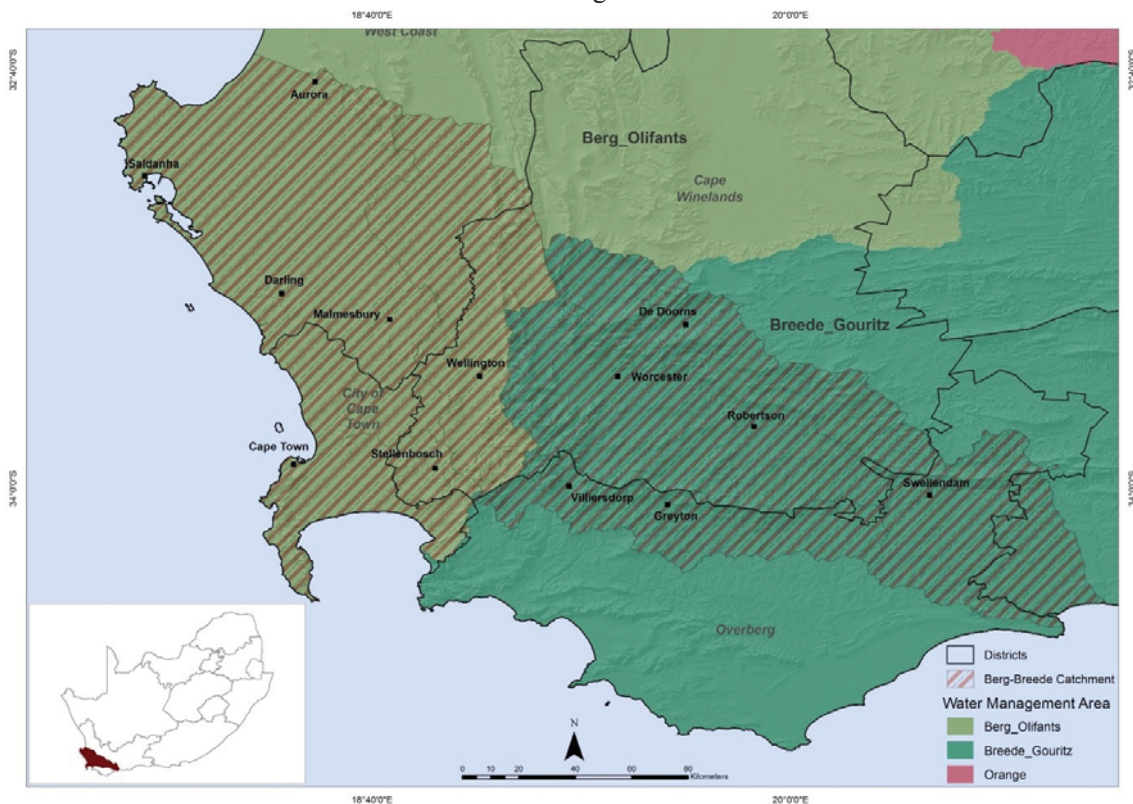 18°40'0"E
20°0'0"E
West Coast
32°40'0"S
Aurora
Berg_Olifants
Saldanha
Cape
Winelands
Darling
Malmesbury
De Doorns
Breede_Gouritz
Wellington
Worcester
City of
Cape
Town
Robertson
Cape Town
Stellenbosch
Swellendam
34°0'0"S
Villiersdorp
Greyton
Overberg
Districts
Berg-Breede Catchment
Water Management Area
Berg_Olifants
Breede_Gouritz
Orange
N
0 10 20 40 60 80
Kilometers
18°40'0"E
20°0'0"E